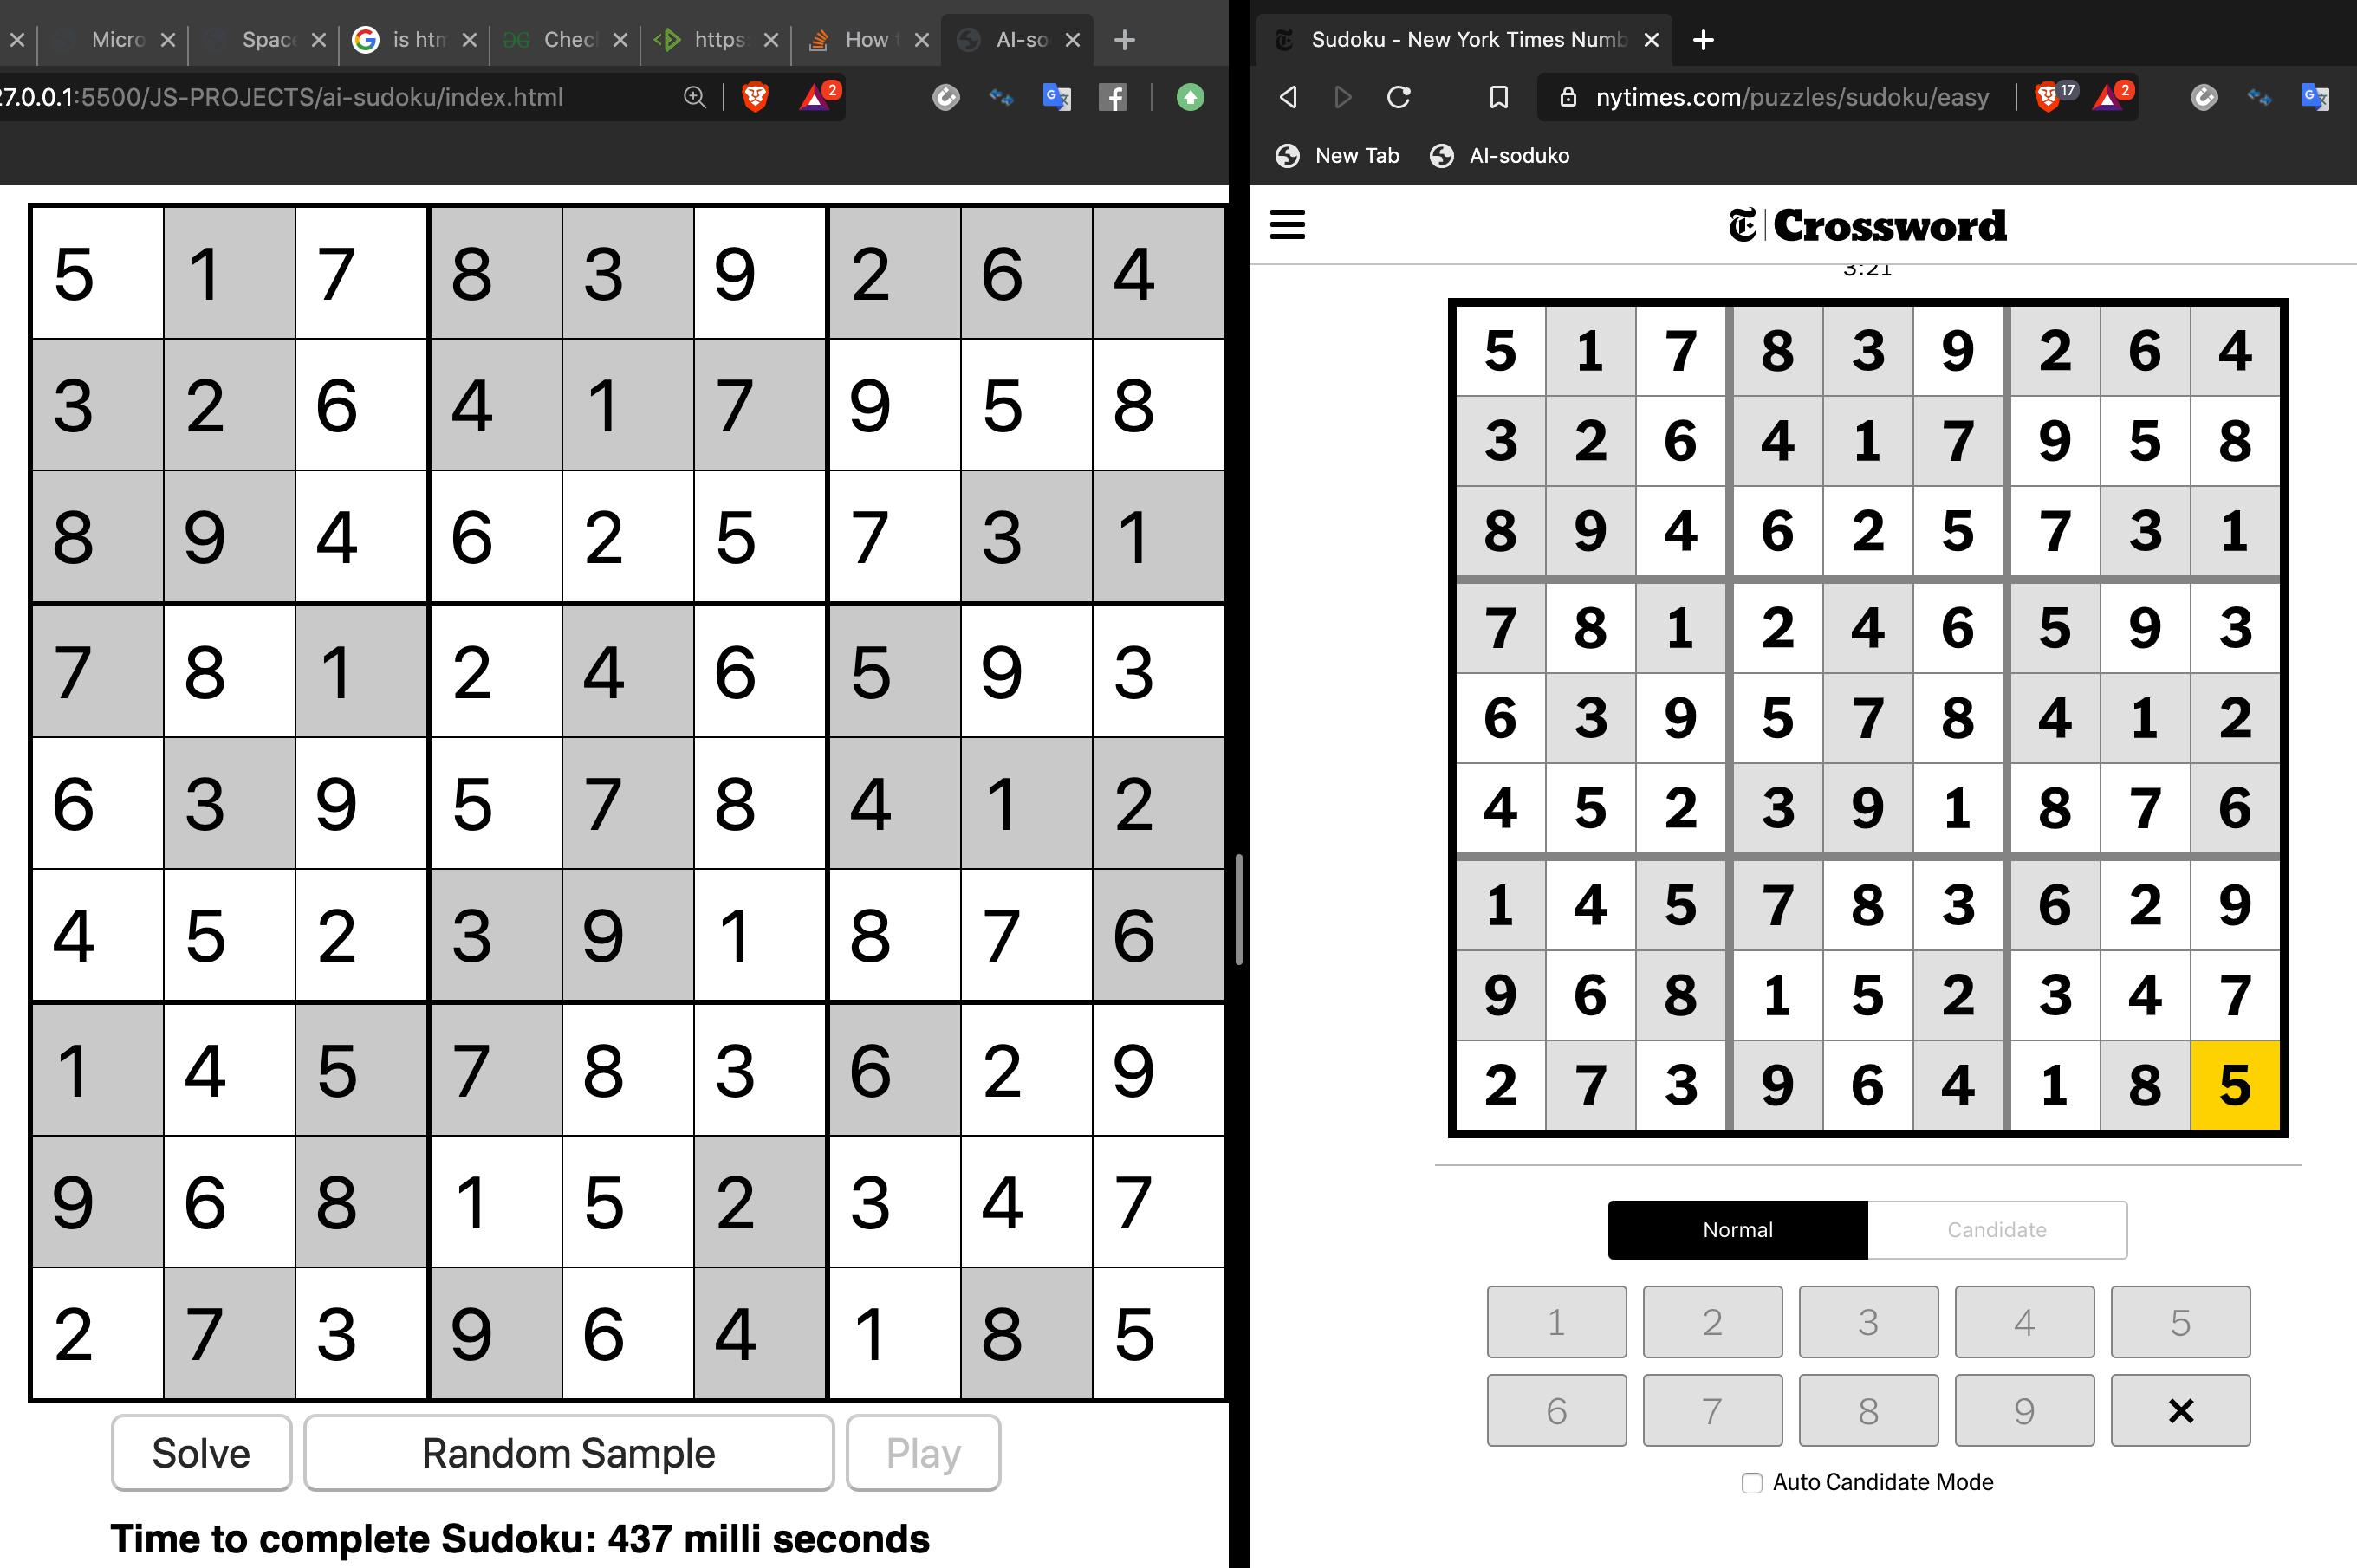 Micro Space is htm Chec https How t AI-so
27.0.0.1:5500/JS-PROJECTS/ai-sudoku/index.html 2
5 1 7 8 3 9 2 6 4
3 2 6 4 1 7 9 5 8
8 9 4 6 2 5 7 3 1
7 8 1 2 4 6 5 9 3
6 3 9 5 7 8 4 1 2
4 5 2 3 9 1 8 7 6
1 4 5 7 8 3 6 2 9
9 6 8 1 5 2 3 4 7
2 7 3 9 6 4 1 8 5
Solve Random Sample Play
Time to complete Sudoku: 437 milli seconds
Sudoku - New York Times Numb
nytimes.com/puzzles/sudoku/easy 17 2
New Tab AI-soduko
T Crossword
3:21
5 1 7 8 3 9 2 6 4
3 2 6 4 1 7 9 5 8
8 9 4 6 2 5 7 3 1
7 8 1 2 4 6 5 9 3
6 3 9 5 7 8 4 1 2
4 5 2 3 9 1 8 7 6
1 4 5 7 8 3 6 2 9
9 6 8 1 5 2 3 4 7
2 7 3 9 6 4 1 8 5
Normal Candidate
1 2 3 4 5
6 7 8 9 ×
Auto Candidate Mode